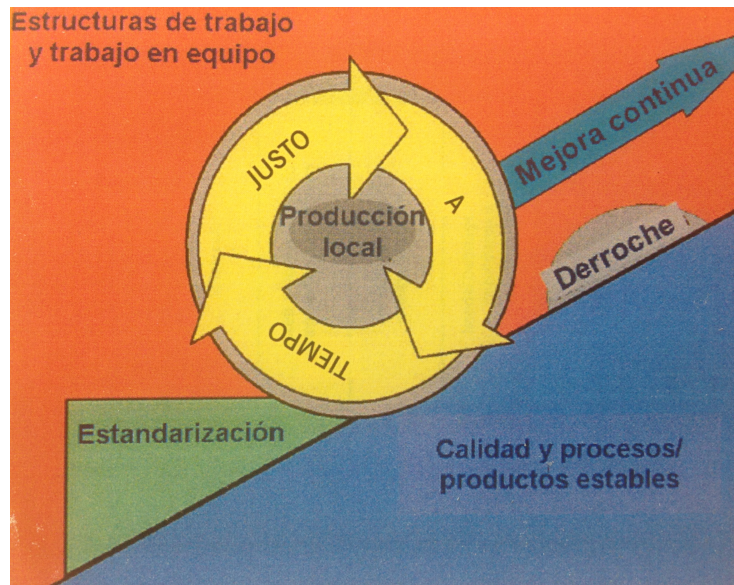 Estructuras de trabajo
y trabajo en equipo
Mejora continua
JUSTO
A
TIEMPO
Producción
local
Derroche
Estandarización
Calidad y procesos/
productos estables